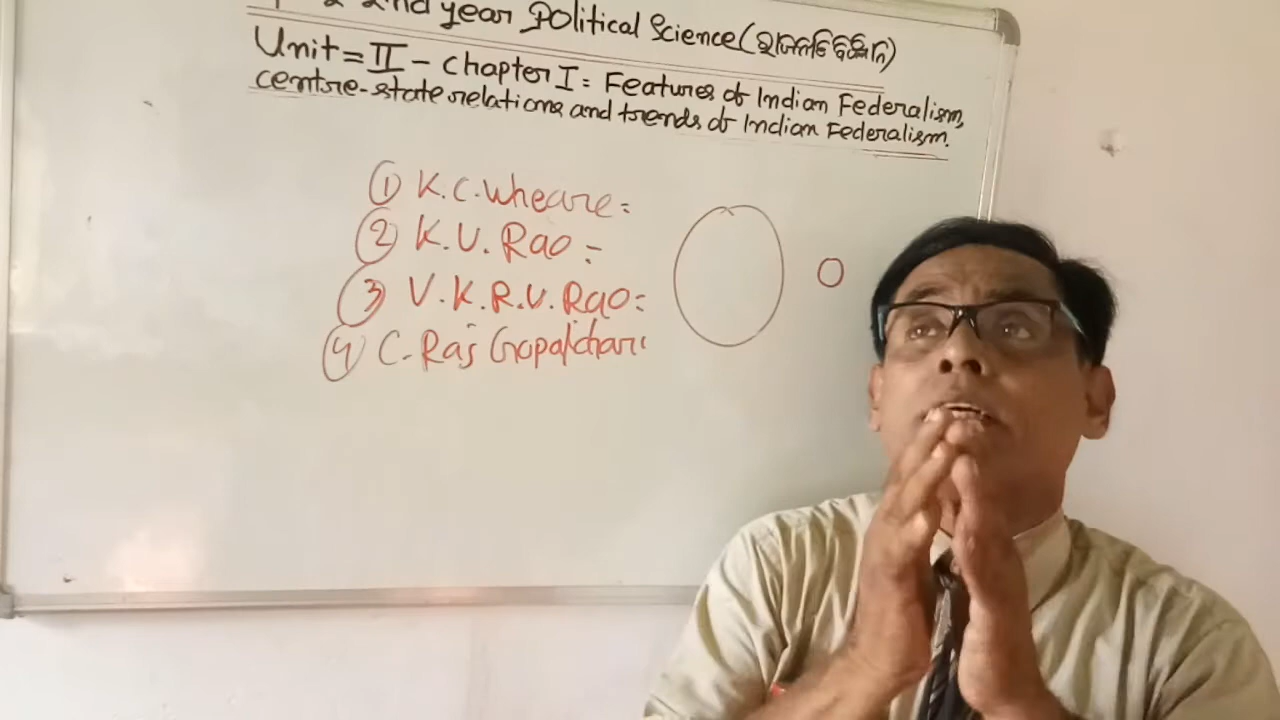 2nd year Political Science (ରାଜନୀତି ବିଜ୍ଞାନ)
Unit = II - Chapter I : Features of Indian Federalism,
centre-state relations and trends of Indian Federalism.
① K.C. Wheare =
② K.V. Rao =
③ V.K.R.V. Rao =
④ C. Raj Gopalchari